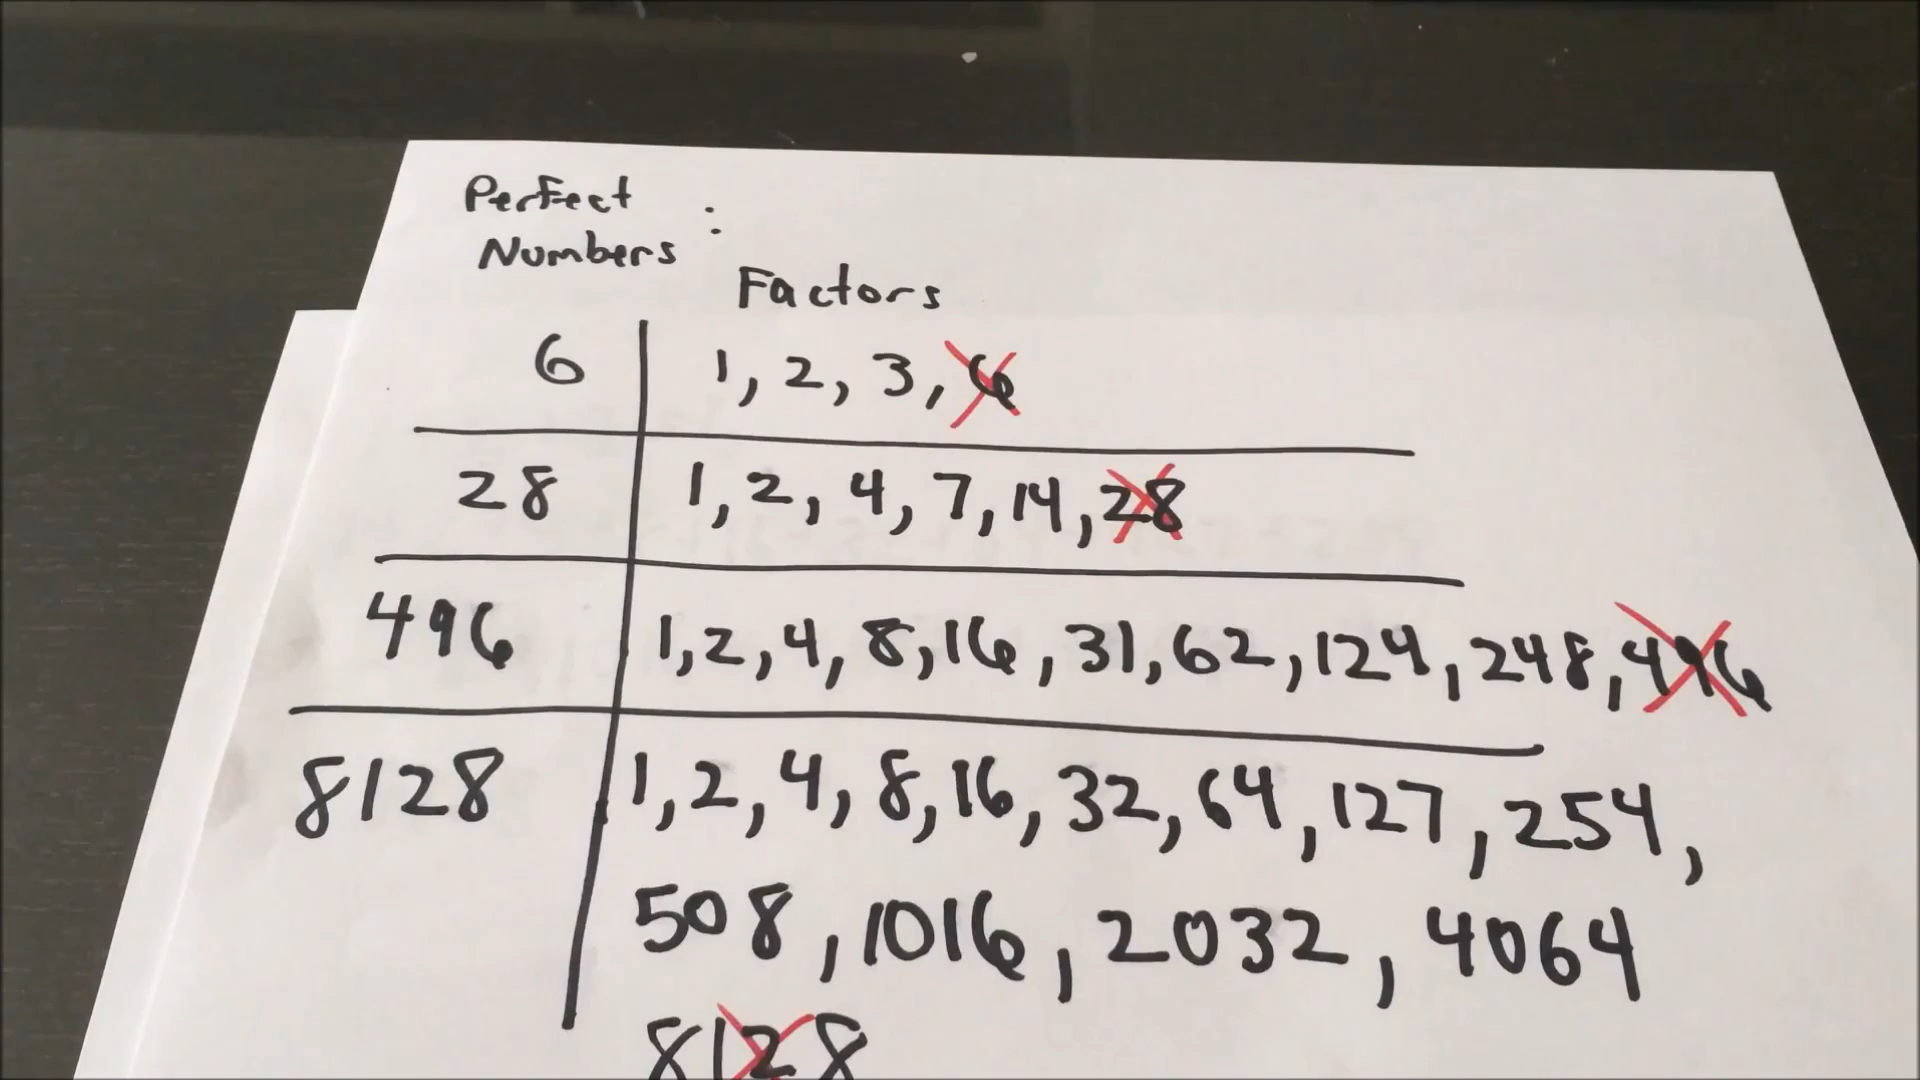 Perfect :
Numbers
Factors
6 1, 2, 3, 6
28 1, 2, 4, 7, 14, 28
496 1, 2, 4, 8, 16, 31, 62, 124, 248, 496
8128 1, 2, 4, 8, 16, 32, 64, 127, 254,
508, 1016, 2032, 4064
8128